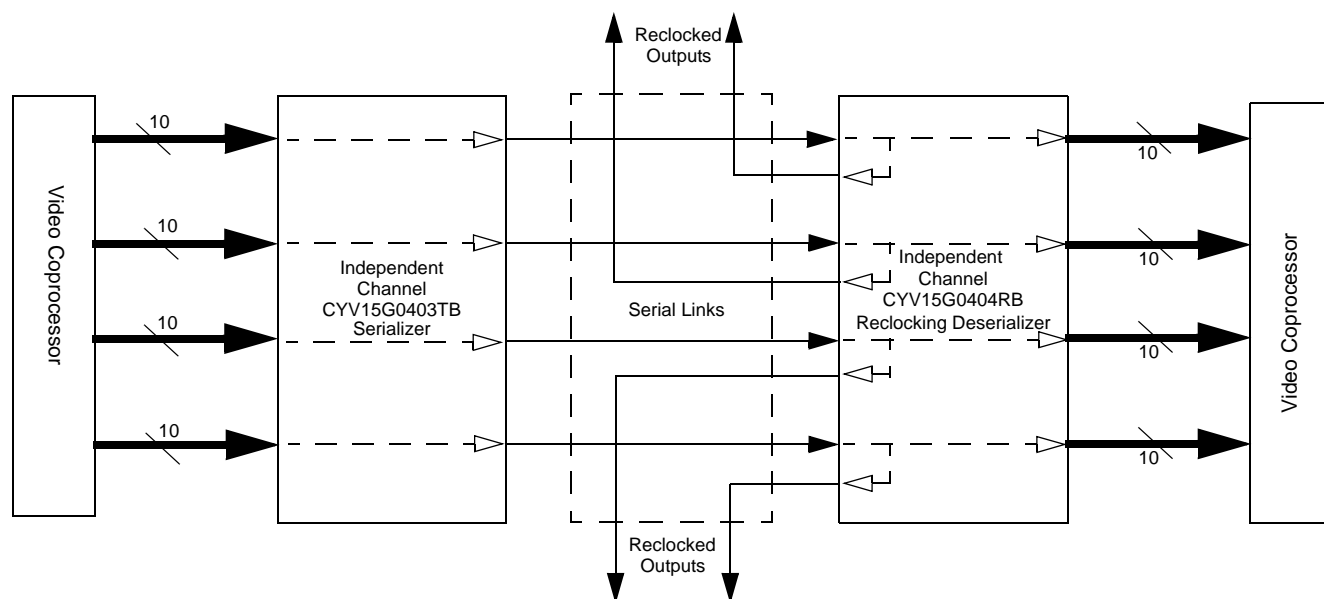 Reclocked
Outputs
10
10
10
10
Video Coprocessor
Independent
Channel
CYV15G0403TB
Serializer
Serial Links
Independent
Channel
CYV15G0404RB
Reclocking Deserializer
10
10
10
10
Video Coprocessor
Reclocked
Outputs